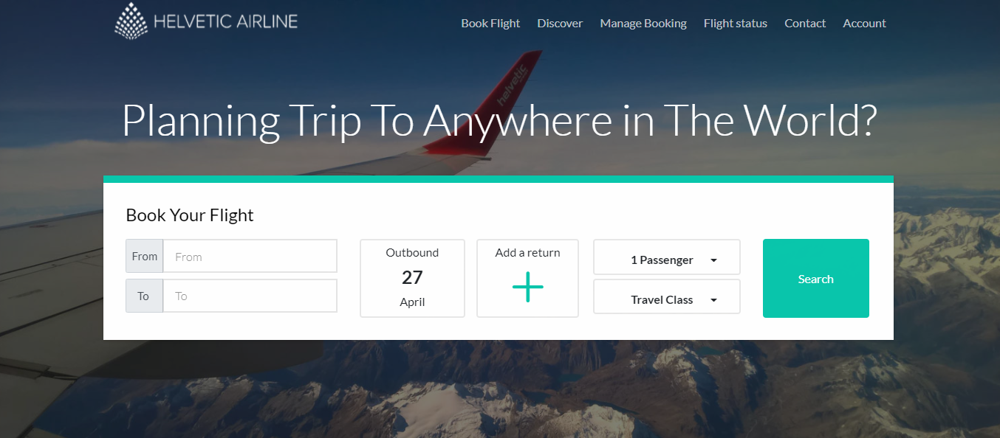 HELVETIC AIRLINE
Book Flight Discover Manage Booking Flight status Contact Account
helvetic
Planning Trip To Anywhere in The World?
Book Your Flight
From From
To To
Outbound
27
April
Add a return
1 Passenger
Travel Class
Search